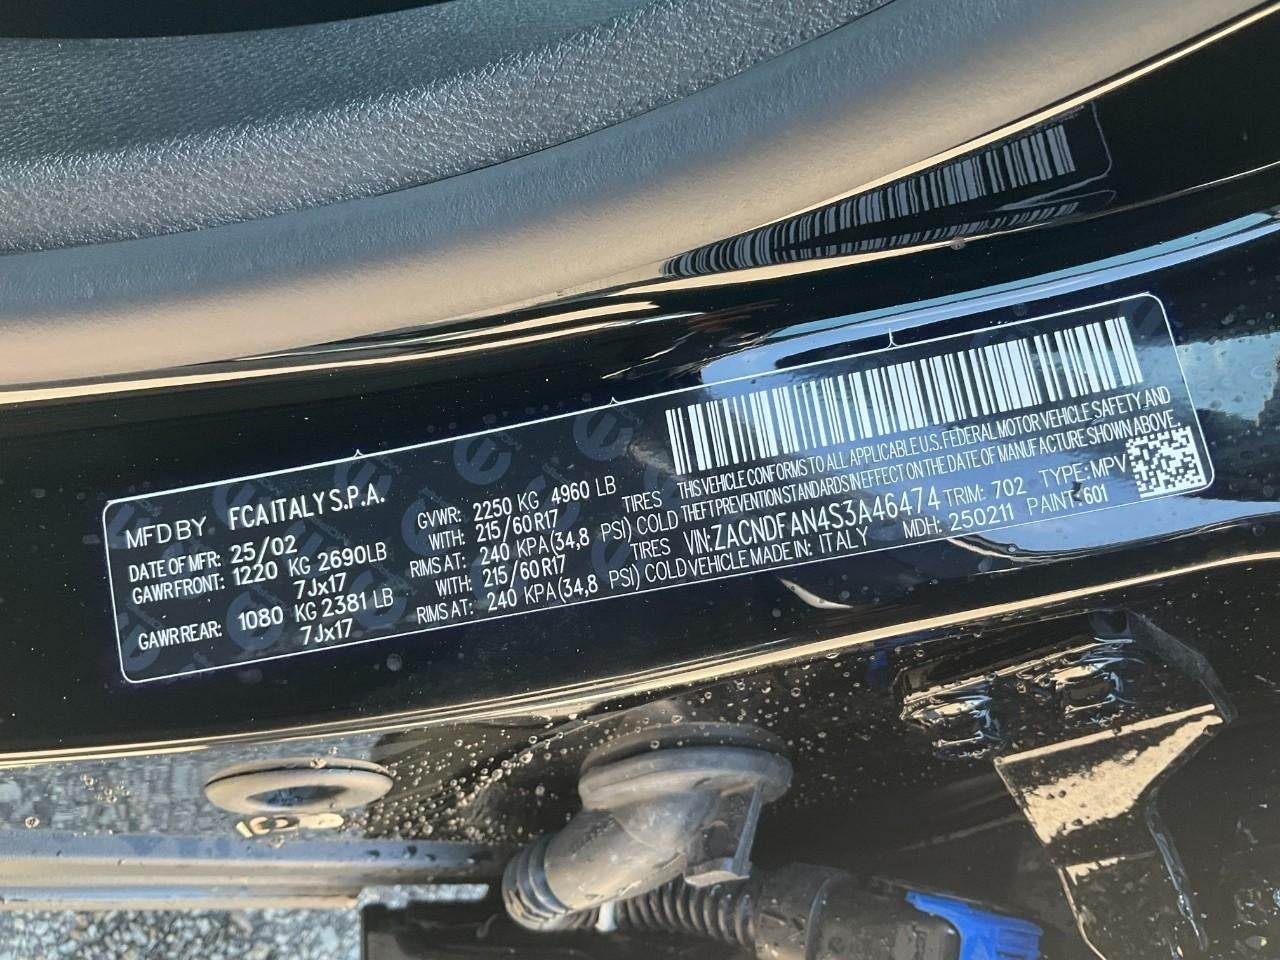 MFD BY FCA ITALY S.P.A.
DATE OF MFR: 25/02 GVWR: 2250 KG 4960 LB
GAWR FRONT: 1220 KG 2690LB WITH: 215/60R17 TIRES
7Jx17 RIMS AT: 240 KPA(34,8 PSI) COLD
GAWR REAR: 1080 KG 2381 LB WITH: 215/60R17 TIRES
7Jx17 RIMS AT: 240 KPA(34,8 PSI) COLD
THIS VEHICLE CONFORMS TO ALL APPLICABLE U.S. FEDERAL MOTOR VEHICLE SAFETY, AND
THEFT PREVENTION STANDARDS IN EFFECT ON THE DATE OF MANUFACTURE SHOWN ABOVE.
VIN: ZACNDFAN4S3A46474 TRIM: 702 TYPE: MPV
VEHICLE MADE IN: ITALY MDH: 250211 PAINT: 601